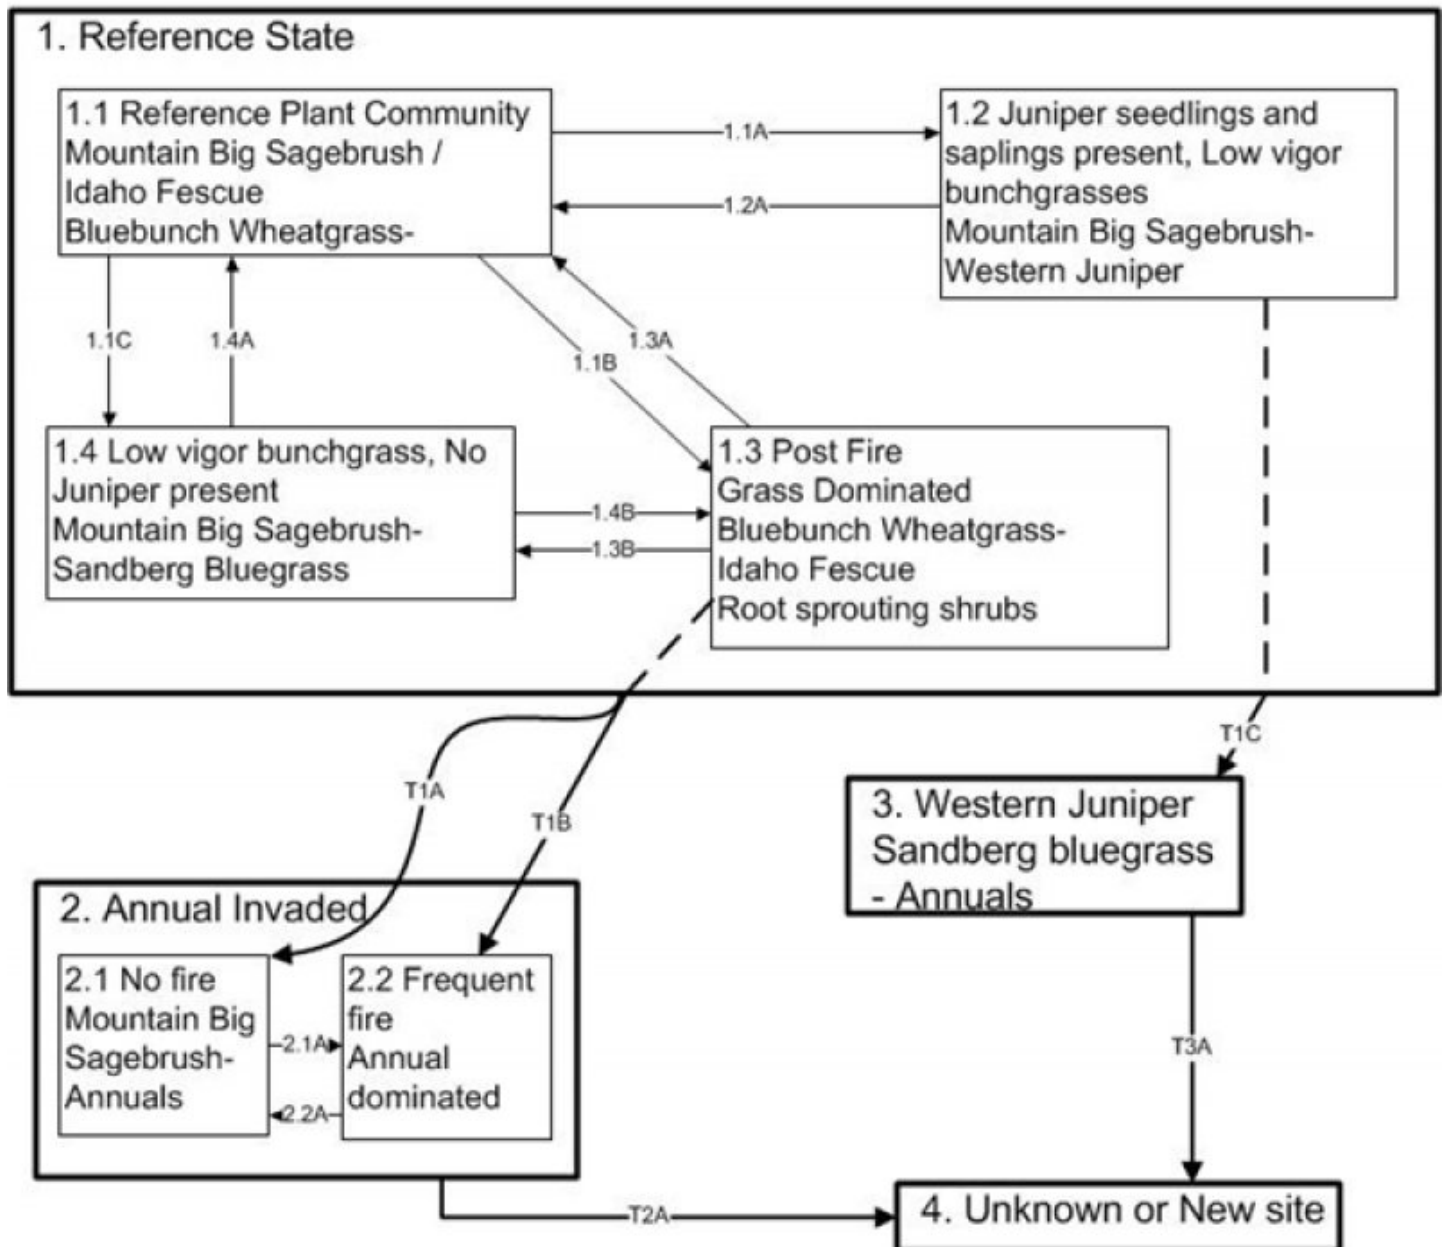 1. Reference State
1.1 Reference Plant Community
Mountain Big Sagebrush /
Idaho Fescue
Bluebunch Wheatgrass-
1.1A
1.2A
1.2 Juniper seedlings and
saplings present, Low vigor
bunchgrasses
Mountain Big Sagebrush-
Western Juniper
1.1C
1.4A
1.1B
1.3A
1.4 Low vigor bunchgrass, No
Juniper present
Mountain Big Sagebrush-
Sandberg Bluegrass
1.4B
1.3B
1.3 Post Fire
Grass Dominated
Bluebunch Wheatgrass-
Idaho Fescue
Root sprouting shrubs
T1A
T1B
T1C
2. Annual Invaded
2.1 No fire
Mountain Big
Sagebrush-
Annuals
2.1A
2.2A
2.2 Frequent
fire
Annual
dominated
3. Western Juniper
Sandberg bluegrass
- Annuals
T3A
T2A
4. Unknown or New site